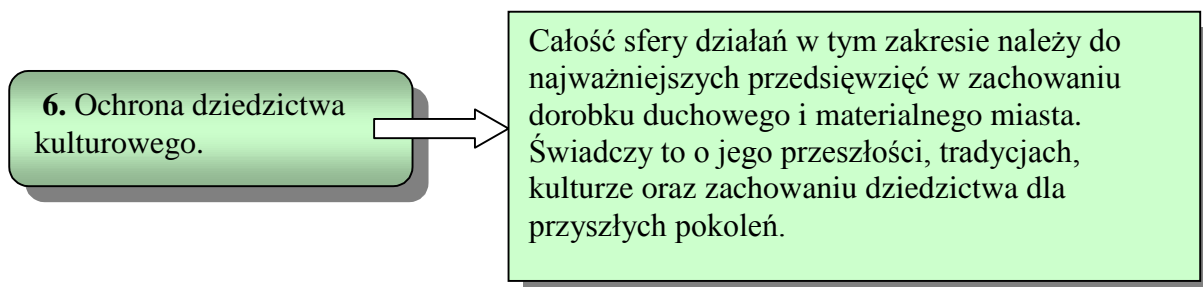 6. Ochrona dziedzictwa
kulturowego.
Całość sfery działań w tym zakresie należy do
najważniejszych przedsięwzięć w zachowaniu
dorobku duchowego i materialnego miasta.
Świadczy to o jego przeszłości, tradycjach,
kulturze oraz zachowaniu dziedzictwa dla
przyszłych pokoleń.